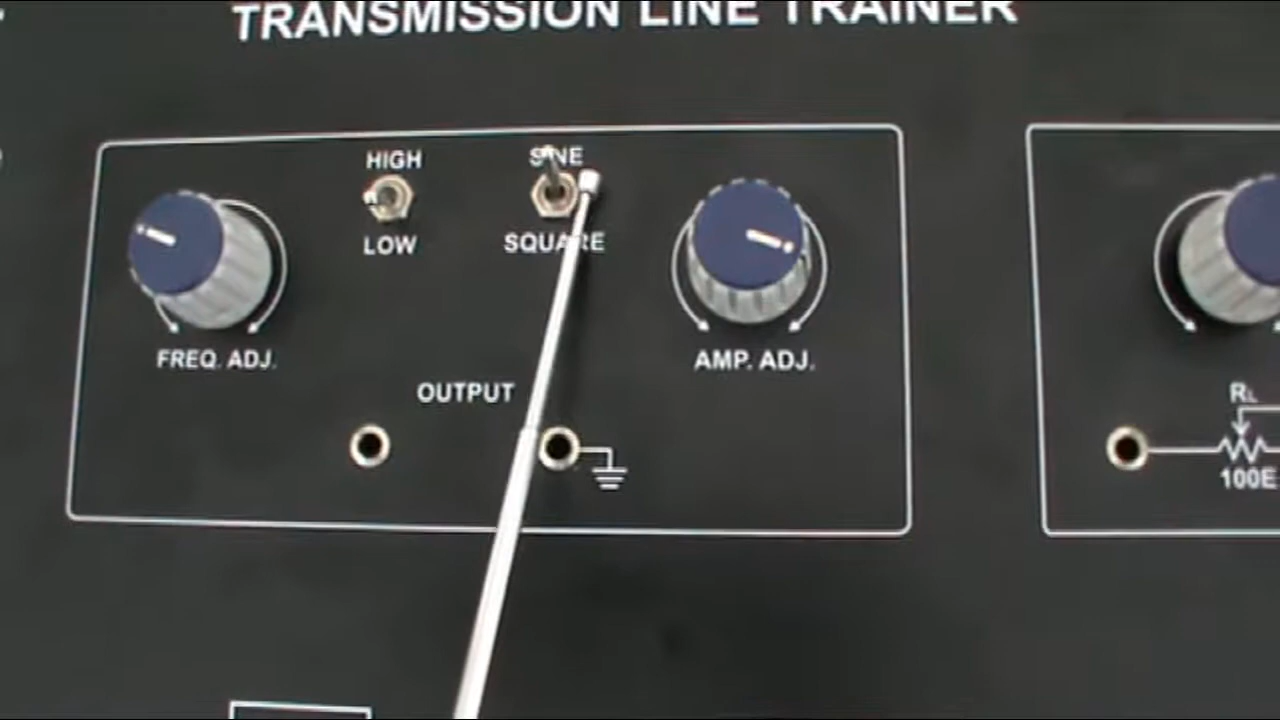 TRANSMISSION LINE TRAINER
HIGH
LOW
SINE
SQUARE
FREQ. ADJ.
AMP. ADJ.
OUTPUT
RL
100E